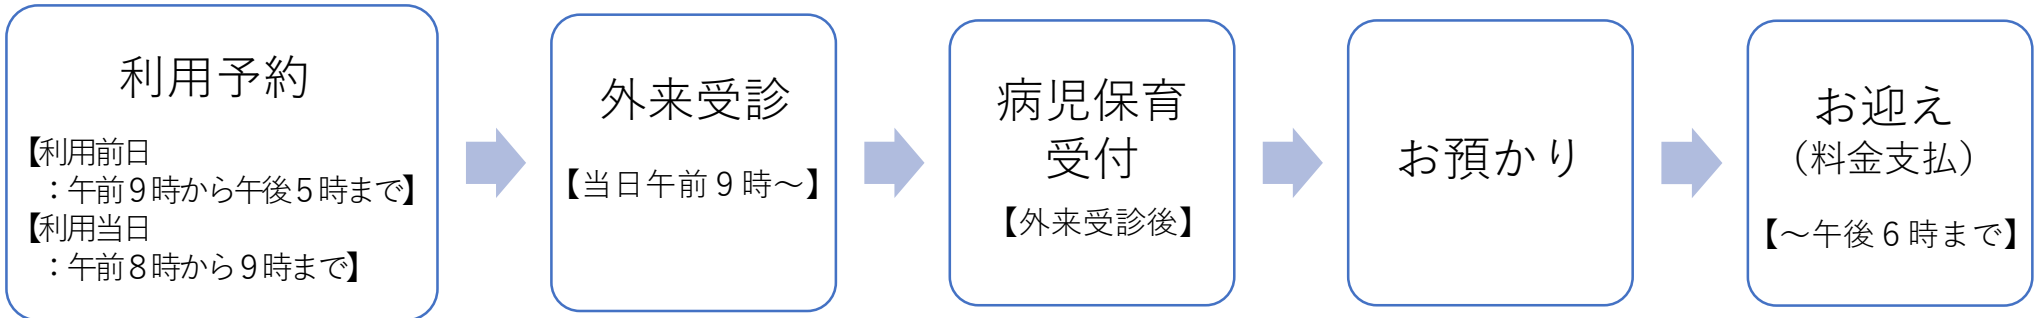 利用予約
【利用前日
：午前９時から午後５時まで】
【利用当日
：午前８時から９時まで】
外来受診
【当日午前９時～】
病児保育
受付
【外来受診後】
お預かり
お迎え
（料金支払）
【～午後６時まで】